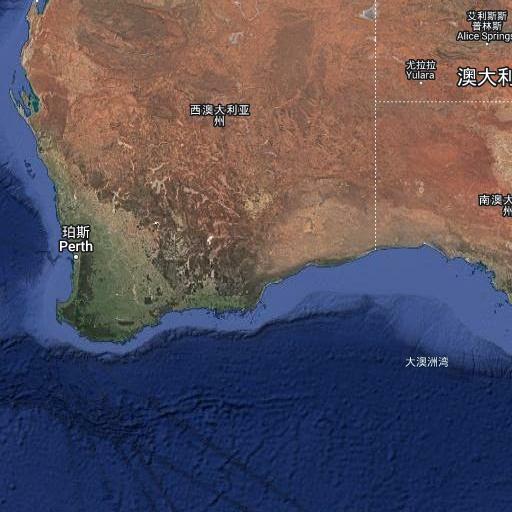 艾利斯斯
普林斯
Alice Springs
尤拉拉
Yulara
澳大利
西澳大利亚
州
南澳大
州
珀斯
Perth
大澳洲湾